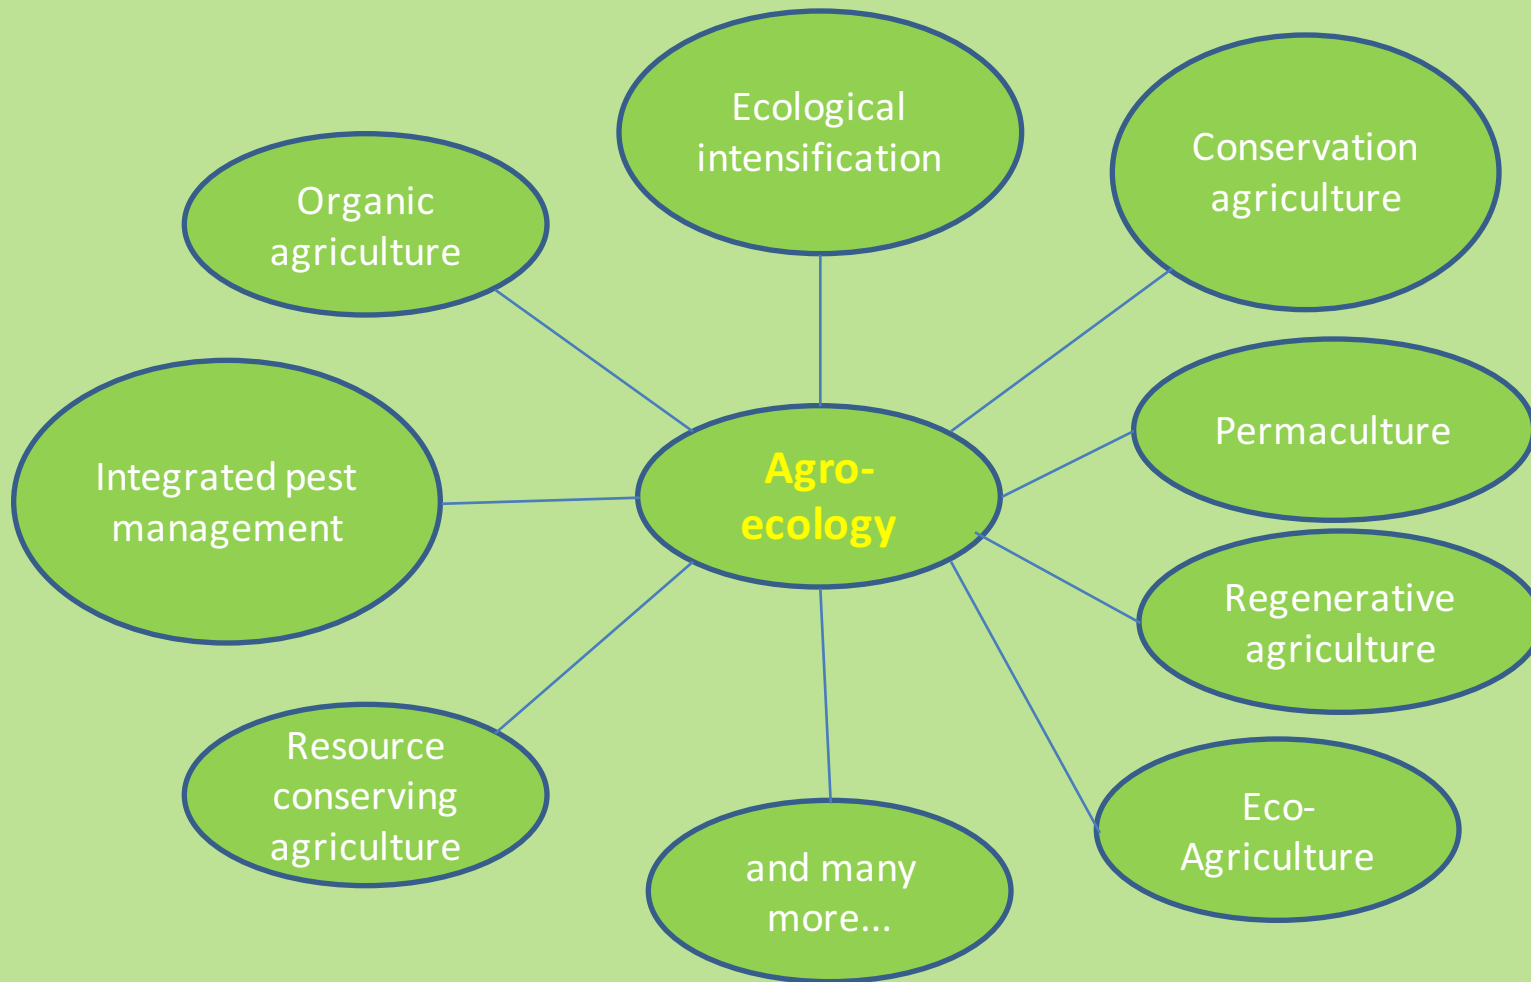 Ecological
intensification
Conservation
agriculture
Organic
agriculture
Permaculture
Agro-
ecology
Integrated pest
management
Regenerative
agriculture
Resource
conserving
agriculture
Eco-
Agriculture
and many
more...